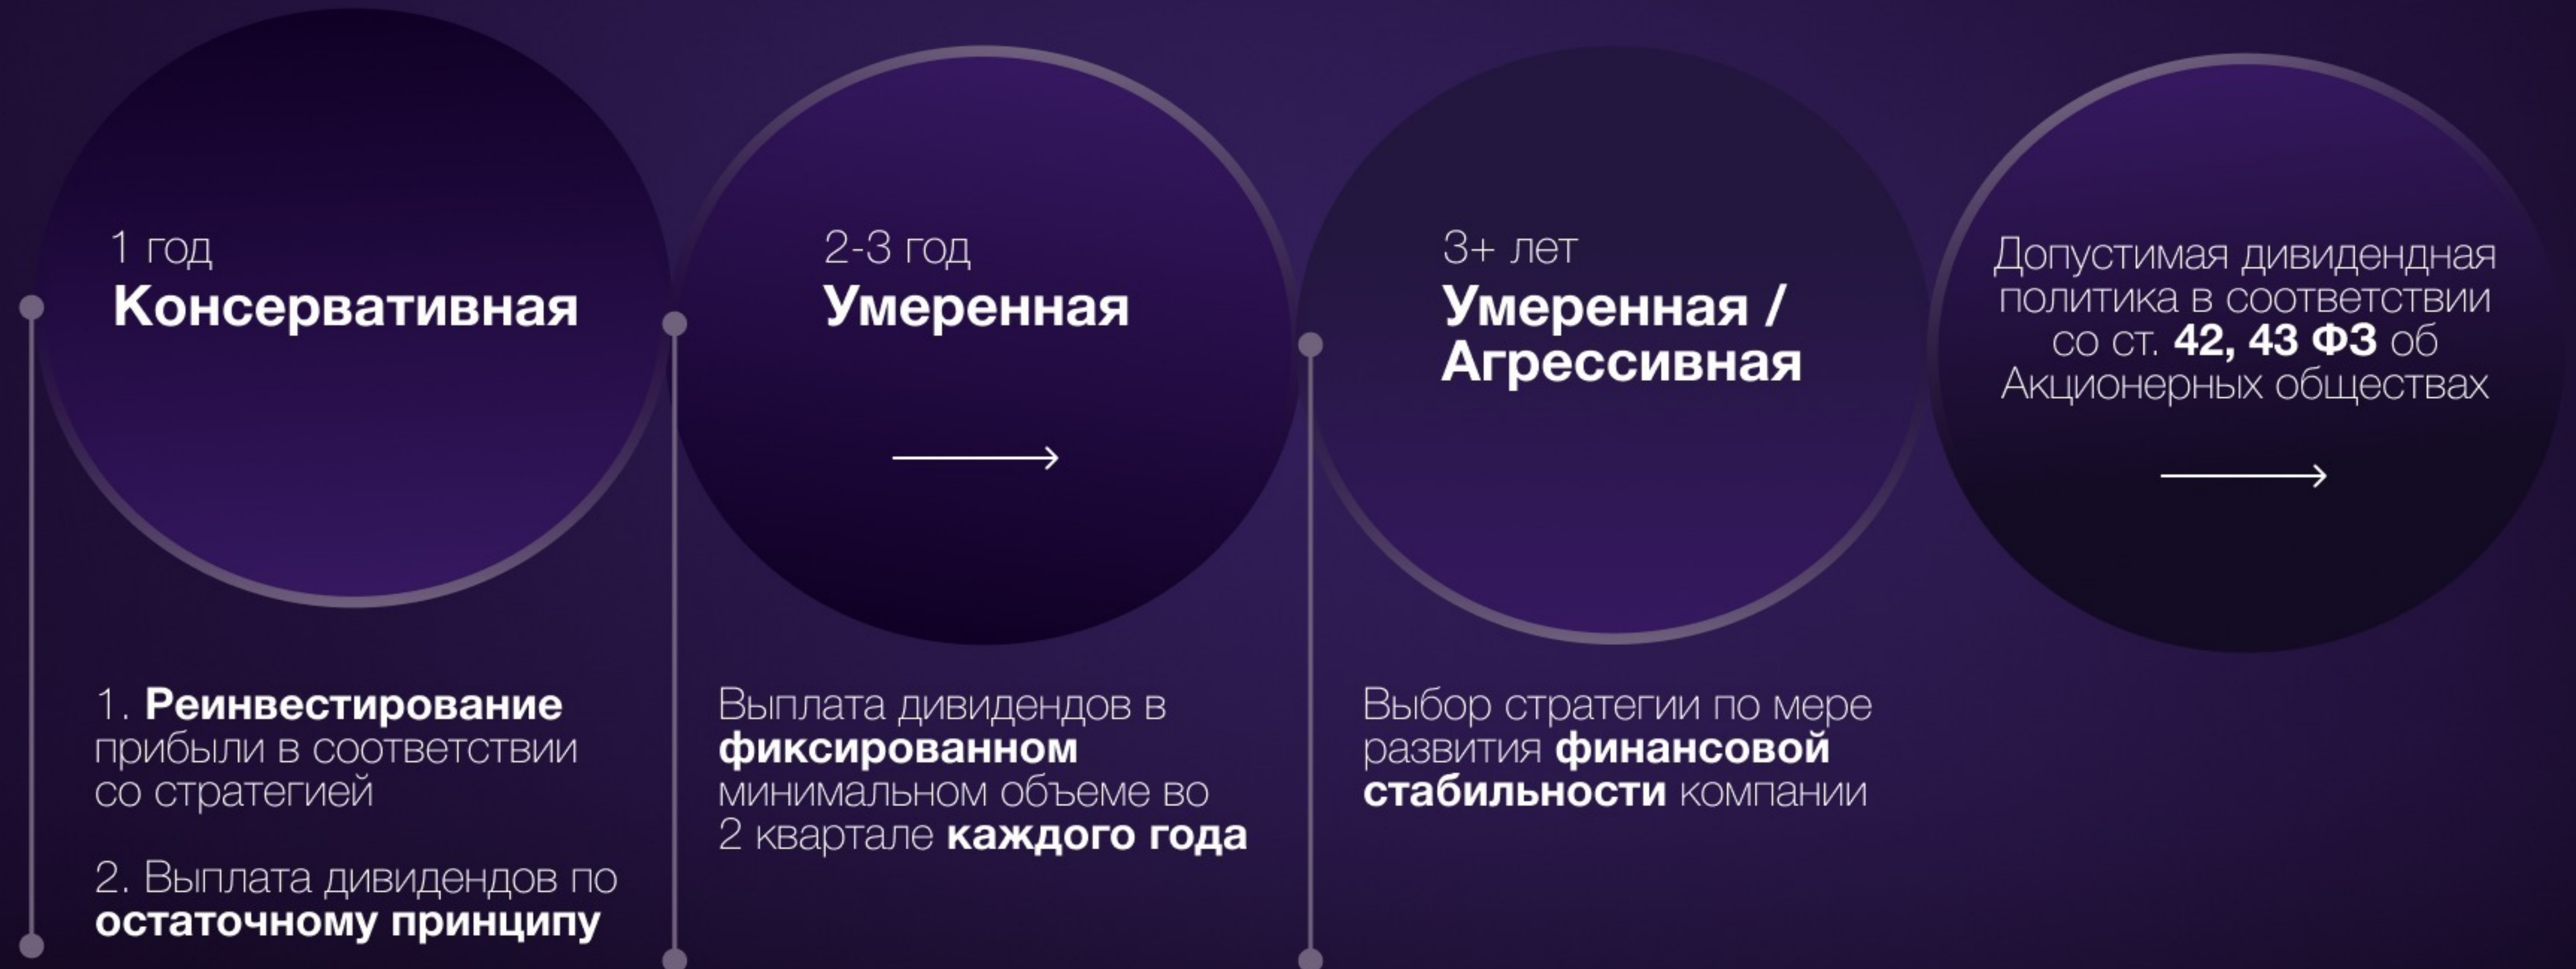 1 год
Консервативная
1. Реинвестирование
прибыли в соответствии
со стратегией
2. Выплата дивидендов по
остаточному принципу
2-3 год
Умеренная
Выплата дивидендов в
фиксированном
минимальном объеме во
2 квартале каждого года
3+ лет
Умеренная /
Агрессивная
Выбор стратегии по мере
развития финансовой
стабильности компании
Допустимая дивидендная
политика в соответствии
со ст. 42, 43 ФЗ об
Акционерных обществах